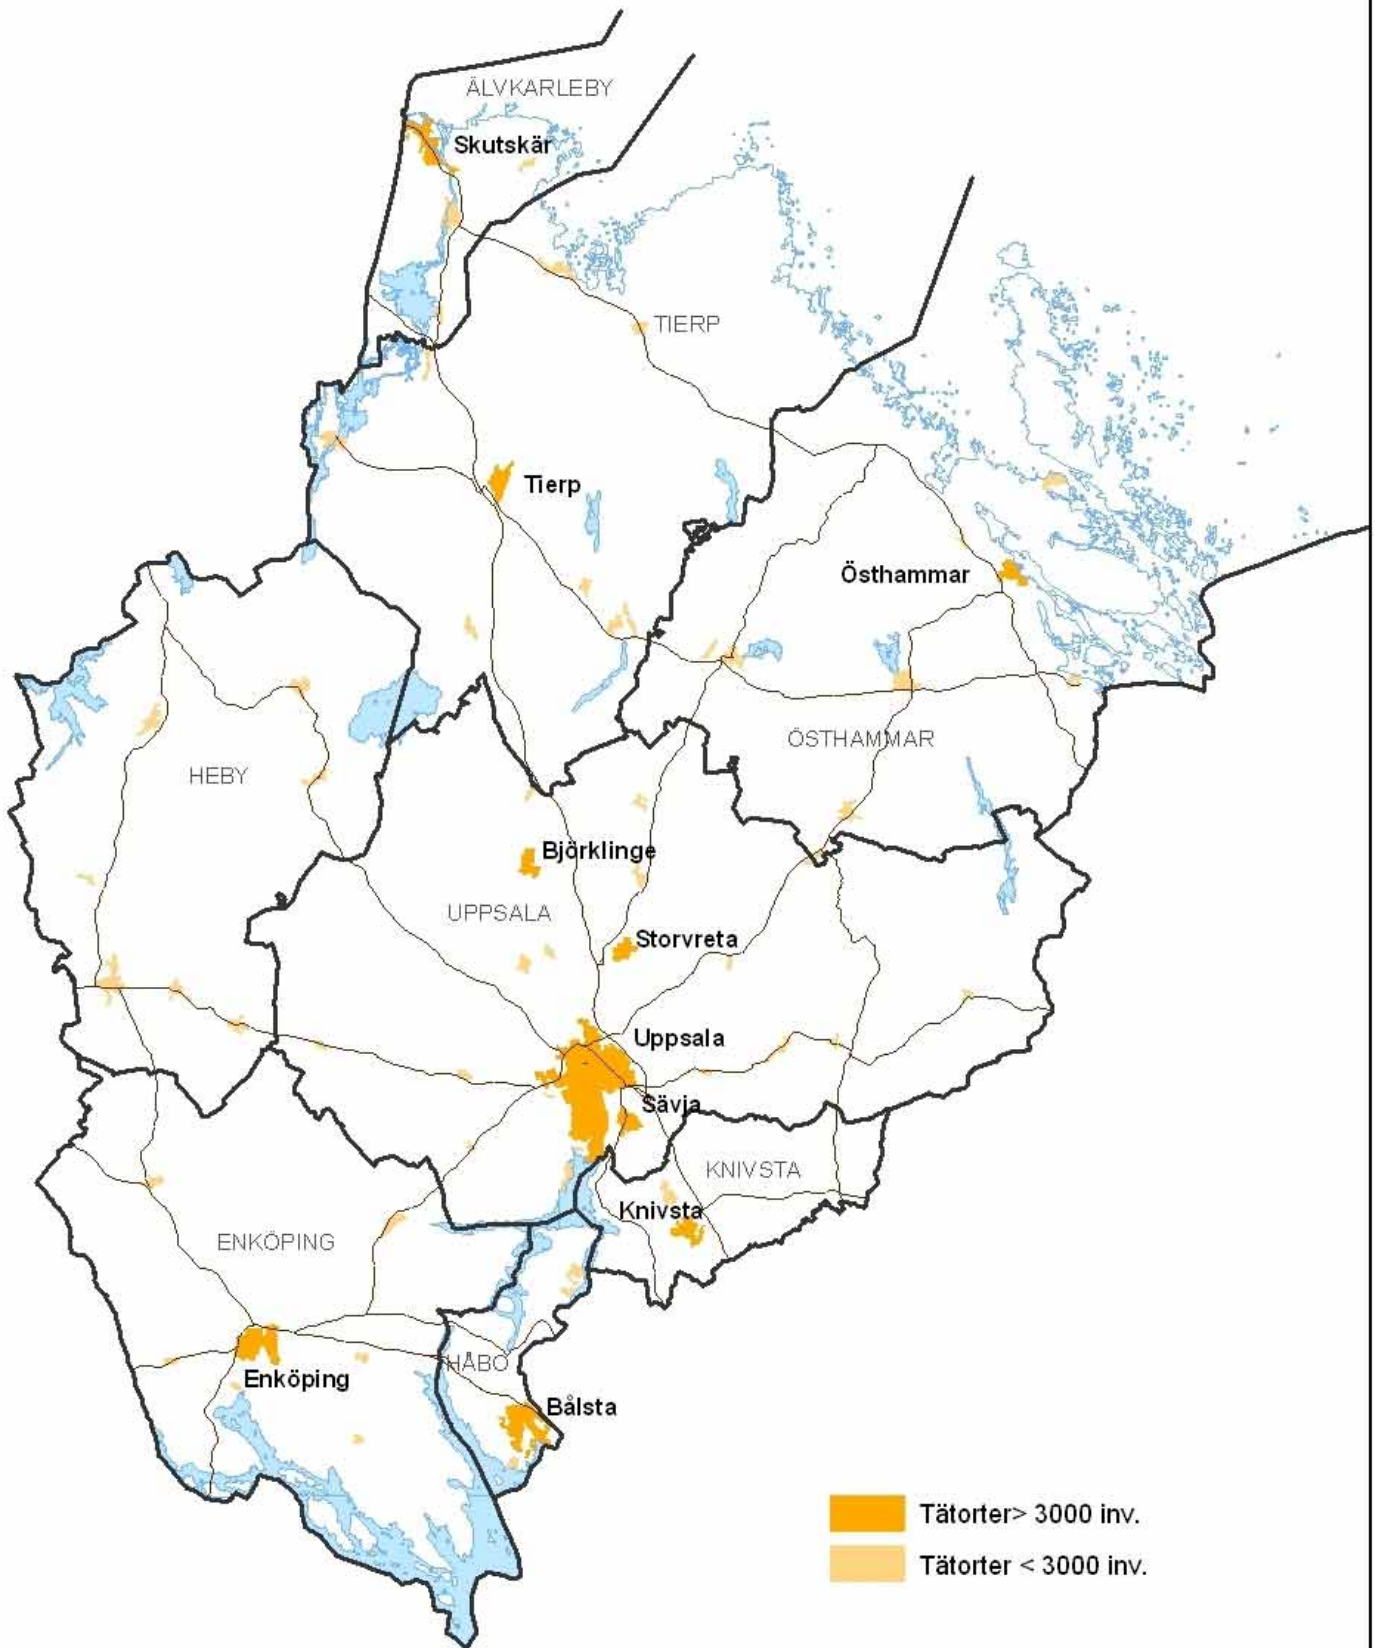 ÄLVKARLEBY
Skutskär
TIERP
Tierp
Östhammar
ÖSTHAMMAR
HEBY
Björklinge
UPPSALA
Storvreta
Uppsala
Sävja
KNIVSTA
Knivsta
ENKÖPING
HÅBO
Enköping
Bålsta
Tätorter> 3000 inv.
Tätorter < 3000 inv.